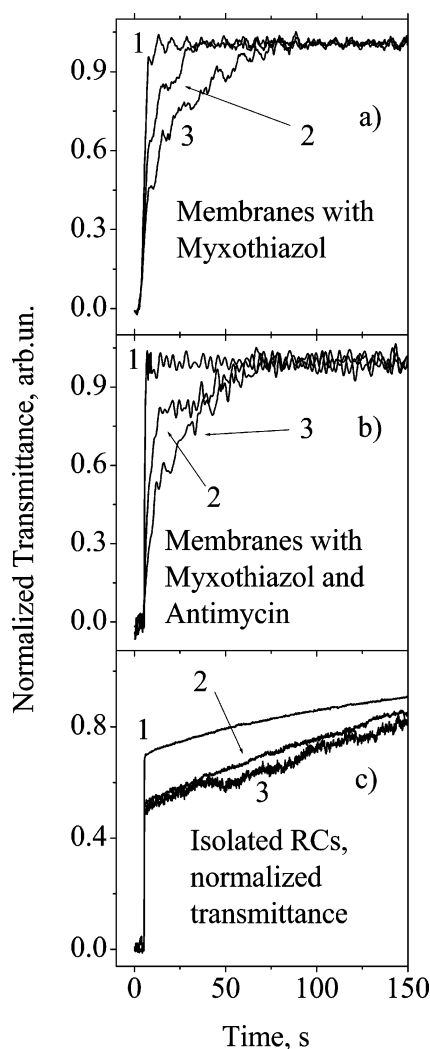 Normalized Transmittance, arb.un.
0.9
0.6
0.3
0.0
1
2
3
a)
Membranes with
Myxothiazol
0.9
0.6
0.3
0.0
1
3
b)
2
Membranes with
Myxothiazol and
Antimycin
0.8
0.4
0.0
2
1
3
c)
Isolated RCs,
normalized
transmittance
0 50 100 150
Time, s